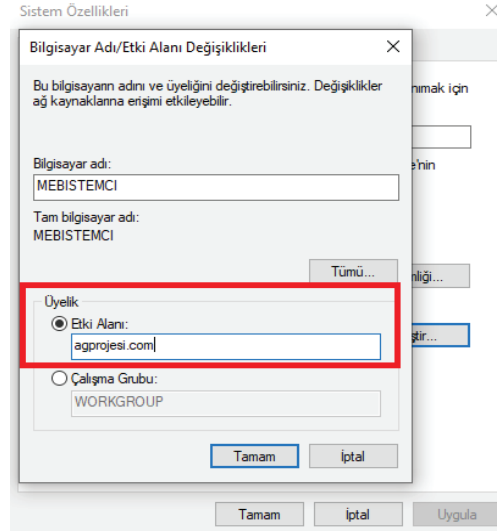 Sistem Özellikleri
Bilgisayar Adı/Etki Alanı Değişiklikleri
Bu bilgisayarın adını ve üyeliğini değiştirebilirsiniz. Değişiklikler
ağ kaynaklarına erişimi etkileyebilir.
nımak için
Bilgisayar adı:
e'nin
MEBISTEMCI
Tam bilgisayar adı:
MEBISTEMCI
Tümü...
nliği...
Üyelik
Etki Alanı:
ştir...
agprojesi.com
Çalışma Grubu:
WORKGROUP
Tamam İptal
Tamam İptal Uygula